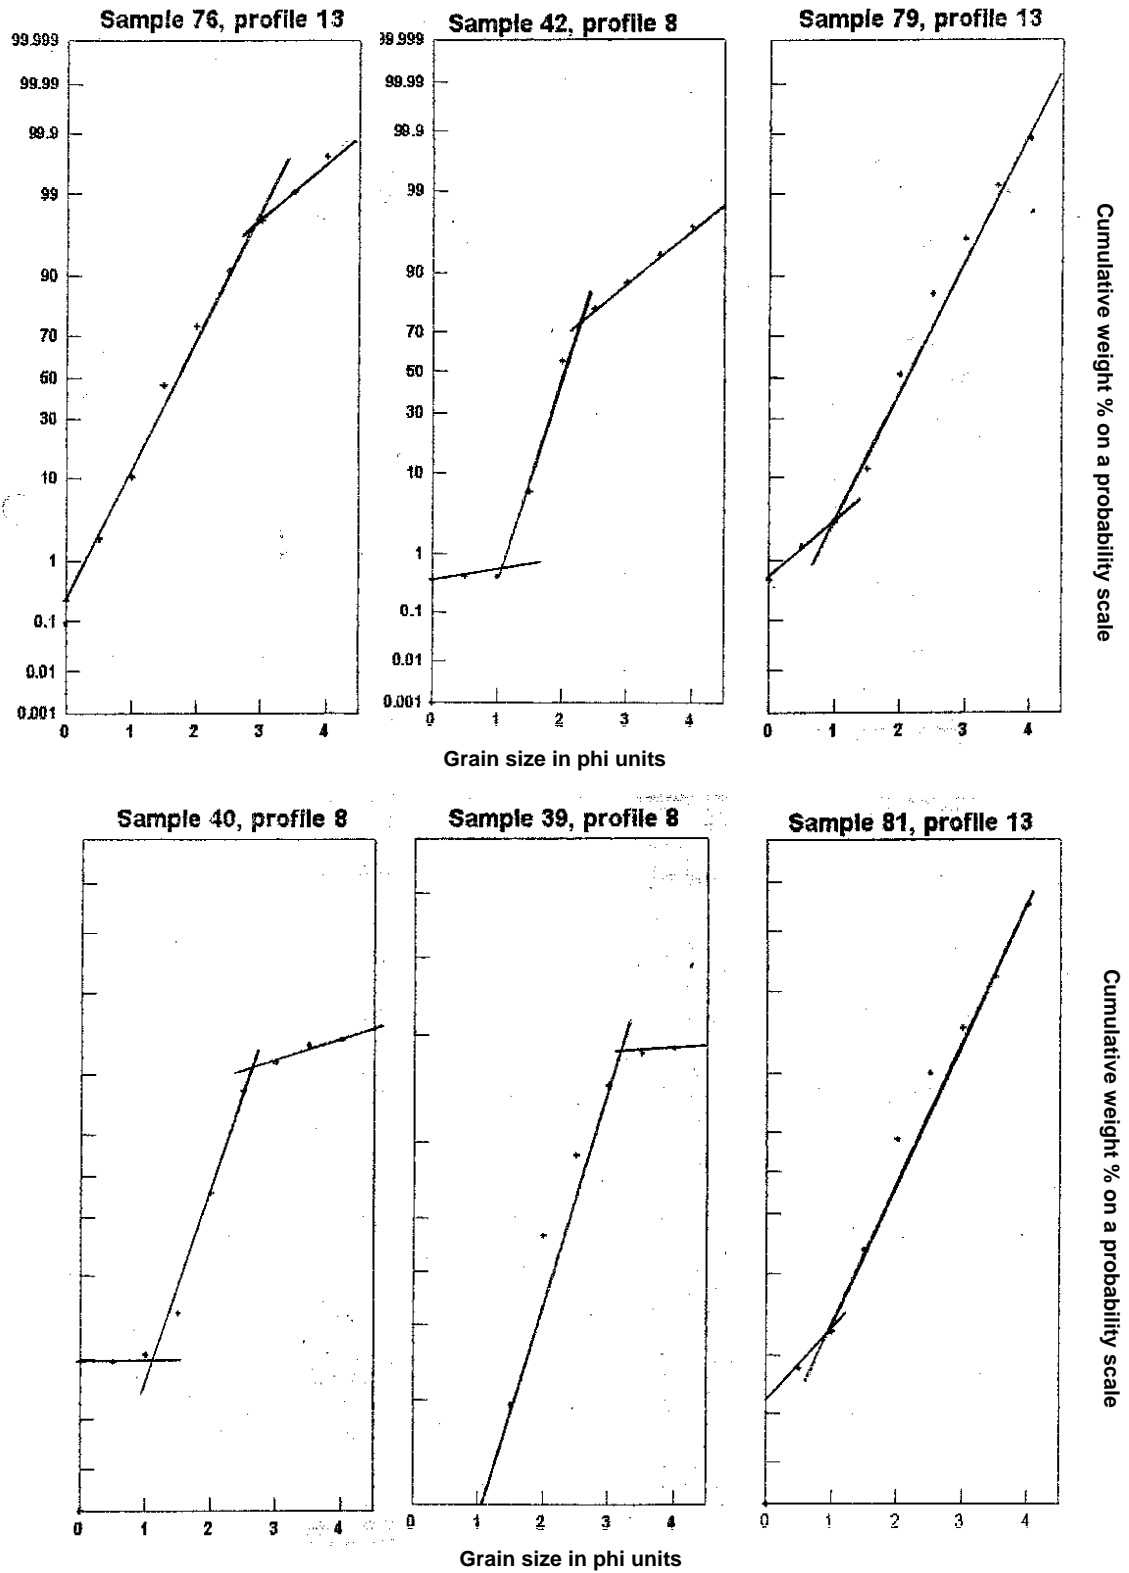 Sample 76, profile 13
Sample 42, profile 8
Sample 79, profile 13
99.999
99.99
99.9
99
90
70
50
30
10
1
0.1
0.01
0.001
0 1 2 3 4
99.999
99.99
99.9
99
90
70
50
30
10
1
0.1
0.01
0.001
0 1 2 3 4
0 1 2 3 4
Cumulative weight % on a probability scale
Grain size in phi units
Sample 40, profile 8
Sample 39, profile 8
Sample 81, profile 13
0 1 2 3 4
0 1 2 3 4
0 1 2 3 4
Cumulative weight % on a probability scale
Grain size in phi units